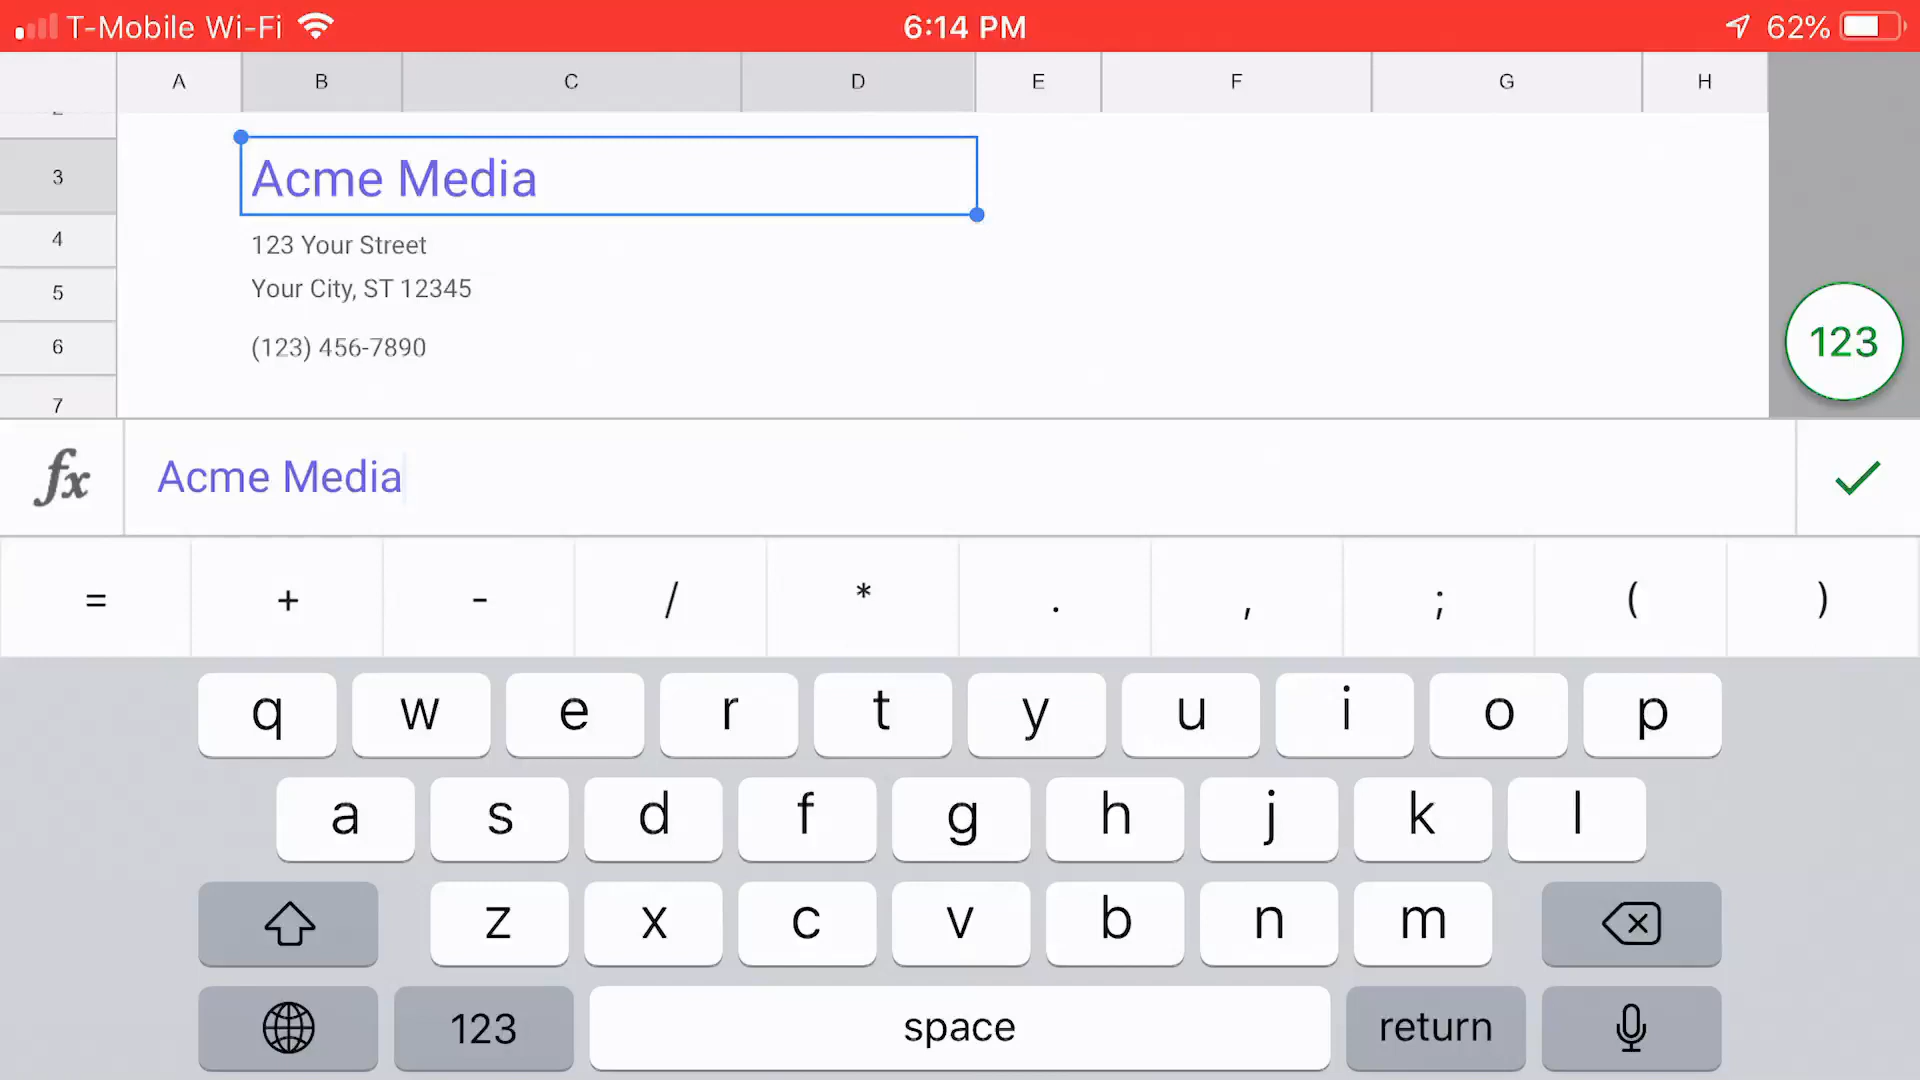 T-Mobile Wi-Fi 6:14 PM 62%
A B C D E F G H
3 Acme Media
4 123 Your Street
5 Your City, ST 12345
6 (123) 456-7890
7
123
fx Acme Media
= + - / * . , ; ( )
q w e r t y u i o p
a s d f g h j k l
z x c v b n m
123 space return